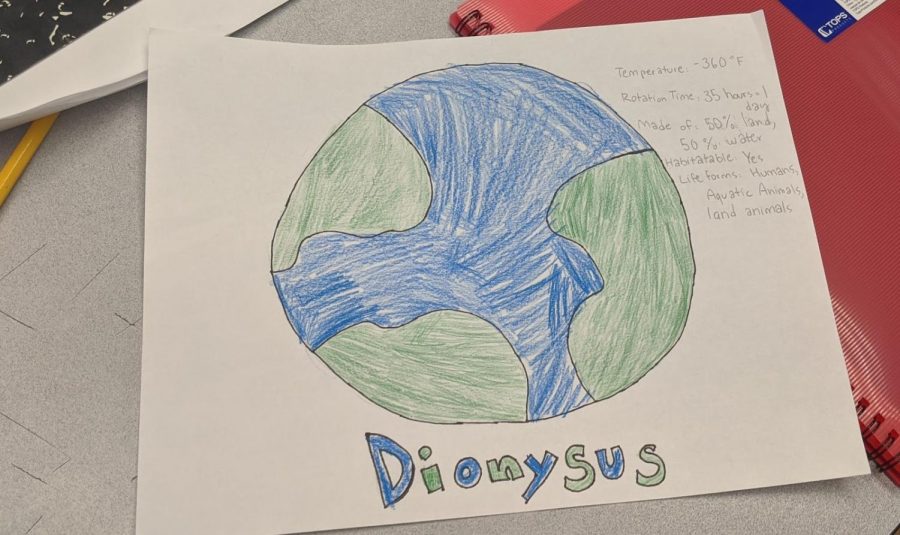 TOPS
Temperature: -360°F
Rotation Time: 35 hours = 1
day
Made of: 50% land,
50% water
Habitatable: Yes
Life forms: Humans,
Aquatic Animals,
land animals
Dionysus